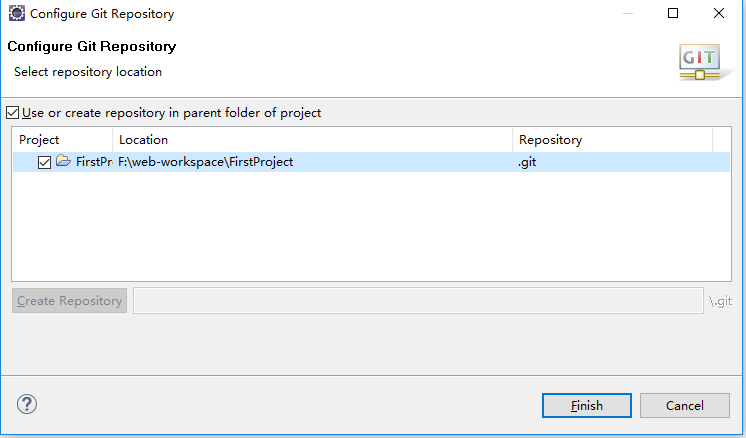 Configure Git Repository
Configure Git Repository
Select repository location
GIT
Use or create repository in parent folder of project
Project Location Repository
FirstPr F:\web-workspace\FirstProject .git
Create Repository \.git
? Finish Cancel